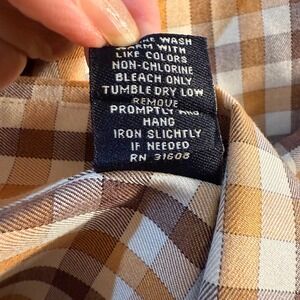 WASH
WARM WITH
LIKE COLORS
NON-CHLORINE
BLEACH ONLY
TUMBLE DRY LOW
REMOVE
PROMPTLY AND
HANG
IRON SLIGHTLY
IF NEEDED
RN 31608